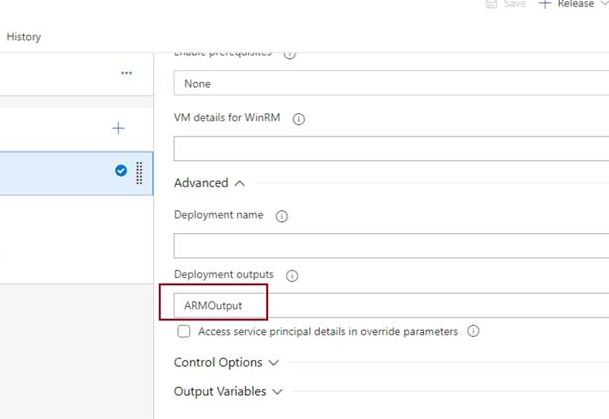 Save
Release
History
Enable prerequisites
None
VM details for WinRM
Advanced
Deployment name
Deployment outputs
ARMOutput
Access service principal details in override parameters
Control Options
Output Variables